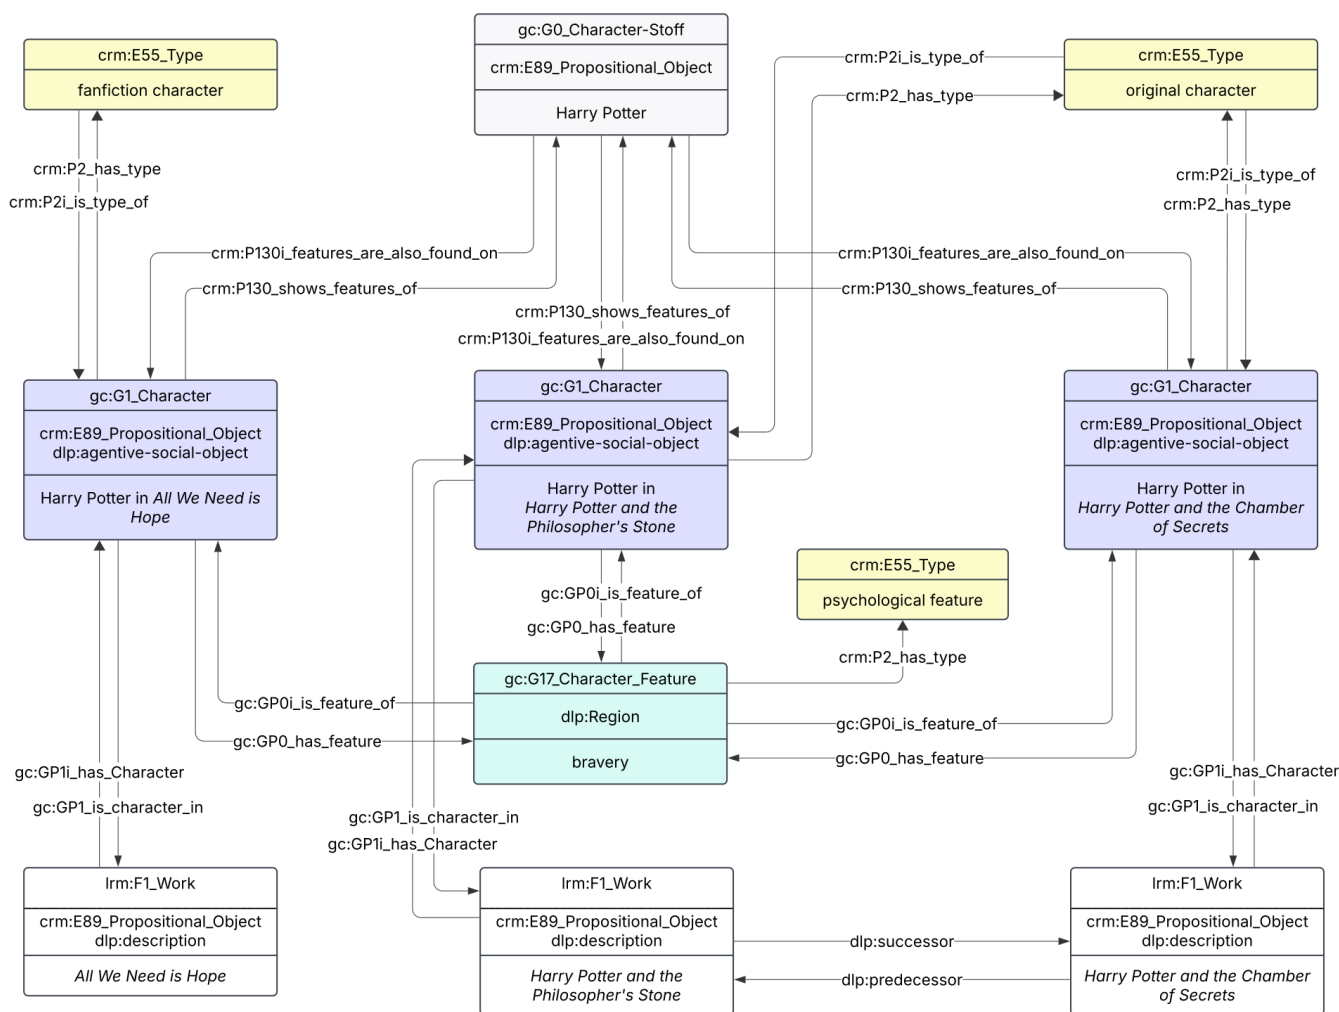 gc:G0_Character-Stoff
crm:E89_Propositional_Object
Harry Potter
crm:E55_Type
fanfiction character
crm:E55_Type
original character
crm:P2i_is_type_of
crm:P2_has_type
crm:P2_has_type
crm:P2i_is_type_of
crm:P2i_is_type_of
crm:P2_has_type
crm:P130i_features_are_also_found_on
crm:P130_shows_features_of
crm:P130i_features_are_also_found_on
crm:P130_shows_features_of
crm:P130_shows_features_of
crm:P130i_features_are_also_found_on
gc:G1_Character
crm:E89_Propositional_Object
dlp:agentive-social-object
Harry Potter in All We Need is
Hope
gc:G1_Character
crm:E89_Propositional_Object
dlp:agentive-social-object
Harry Potter in
Harry Potter and the
Philosopher's Stone
gc:G1_Character
crm:E89_Propositional_Object
dlp:agentive-social-object
Harry Potter in
Harry Potter and the Chamber
of Secrets
crm:E55_Type
psychological feature
gc:GP0i_is_feature_of
gc:GP0_has_feature
crm:P2_has_type
gc:G17_Character_Feature
dlp:Region
bravery
gc:GP0i_is_feature_of
gc:GP0_has_feature
gc:GP0i_is_feature_of
gc:GP0_has_feature
gc:GP1i_has_Character
gc:GP1_is_character_in
gc:GP1_is_character_in
gc:GP1i_has_Character
gc:GP1i_has_Character
gc:GP1_is_character_in
lrm:F1_Work
crm:E89_Propositional_Object
dlp:description
All We Need is Hope
lrm:F1_Work
crm:E89_Propositional_Object
dlp:description
Harry Potter and the
Philosopher's Stone
dlp:successor
dlp:predecessor
lrm:F1_Work
crm:E89_Propositional_Object
dlp:description
Harry Potter and the Chamber
of Secrets